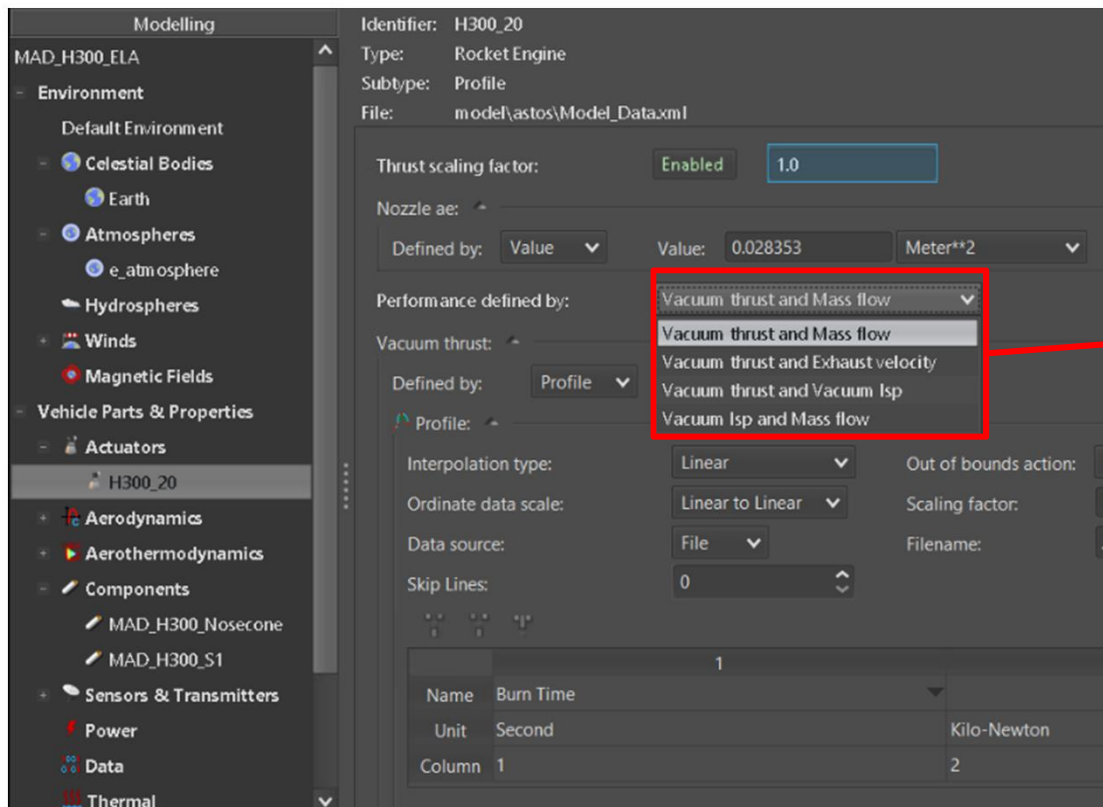 Modelling
MAD_H300_ELA
Environment
Default Environment
Celestial Bodies
Earth
Atmospheres
e_atmosphere
Hydrospheres
Winds
Magnetic Fields
Vehicle Parts & Properties
Actuators
H300_20
Aerodynamics
Aerothermodynamics
Components
MAD_H300_Nosecone
MAD_H300_S1
Sensors & Transmitters
Power
Data
Thermal
Identifier: H300_20
Type: Rocket Engine
Subtype: Profile
File: model\astos\Model_Data.xml
Thrust scaling factor: Enabled 1.0
Nozzle ae:
Defined by: Value Value: 0.028353 Meter**2
Performance defined by: Vacuum thrust and Mass flow
Vacuum thrust and Mass flow
Vacuum thrust and Exhaust velocity
Vacuum thrust and Vacuum Isp
Vacuum Isp and Mass flow
Vacuum thrust:
Defined by: Profile
Profile:
Interpolation type: Linear Out of bounds action:
Ordinate data scale: Linear to Linear Scaling factor:
Data source: File Filename:
Skip Lines: 0
1
Name Burn Time
Unit Second Kilo-Newton
Column 1 2